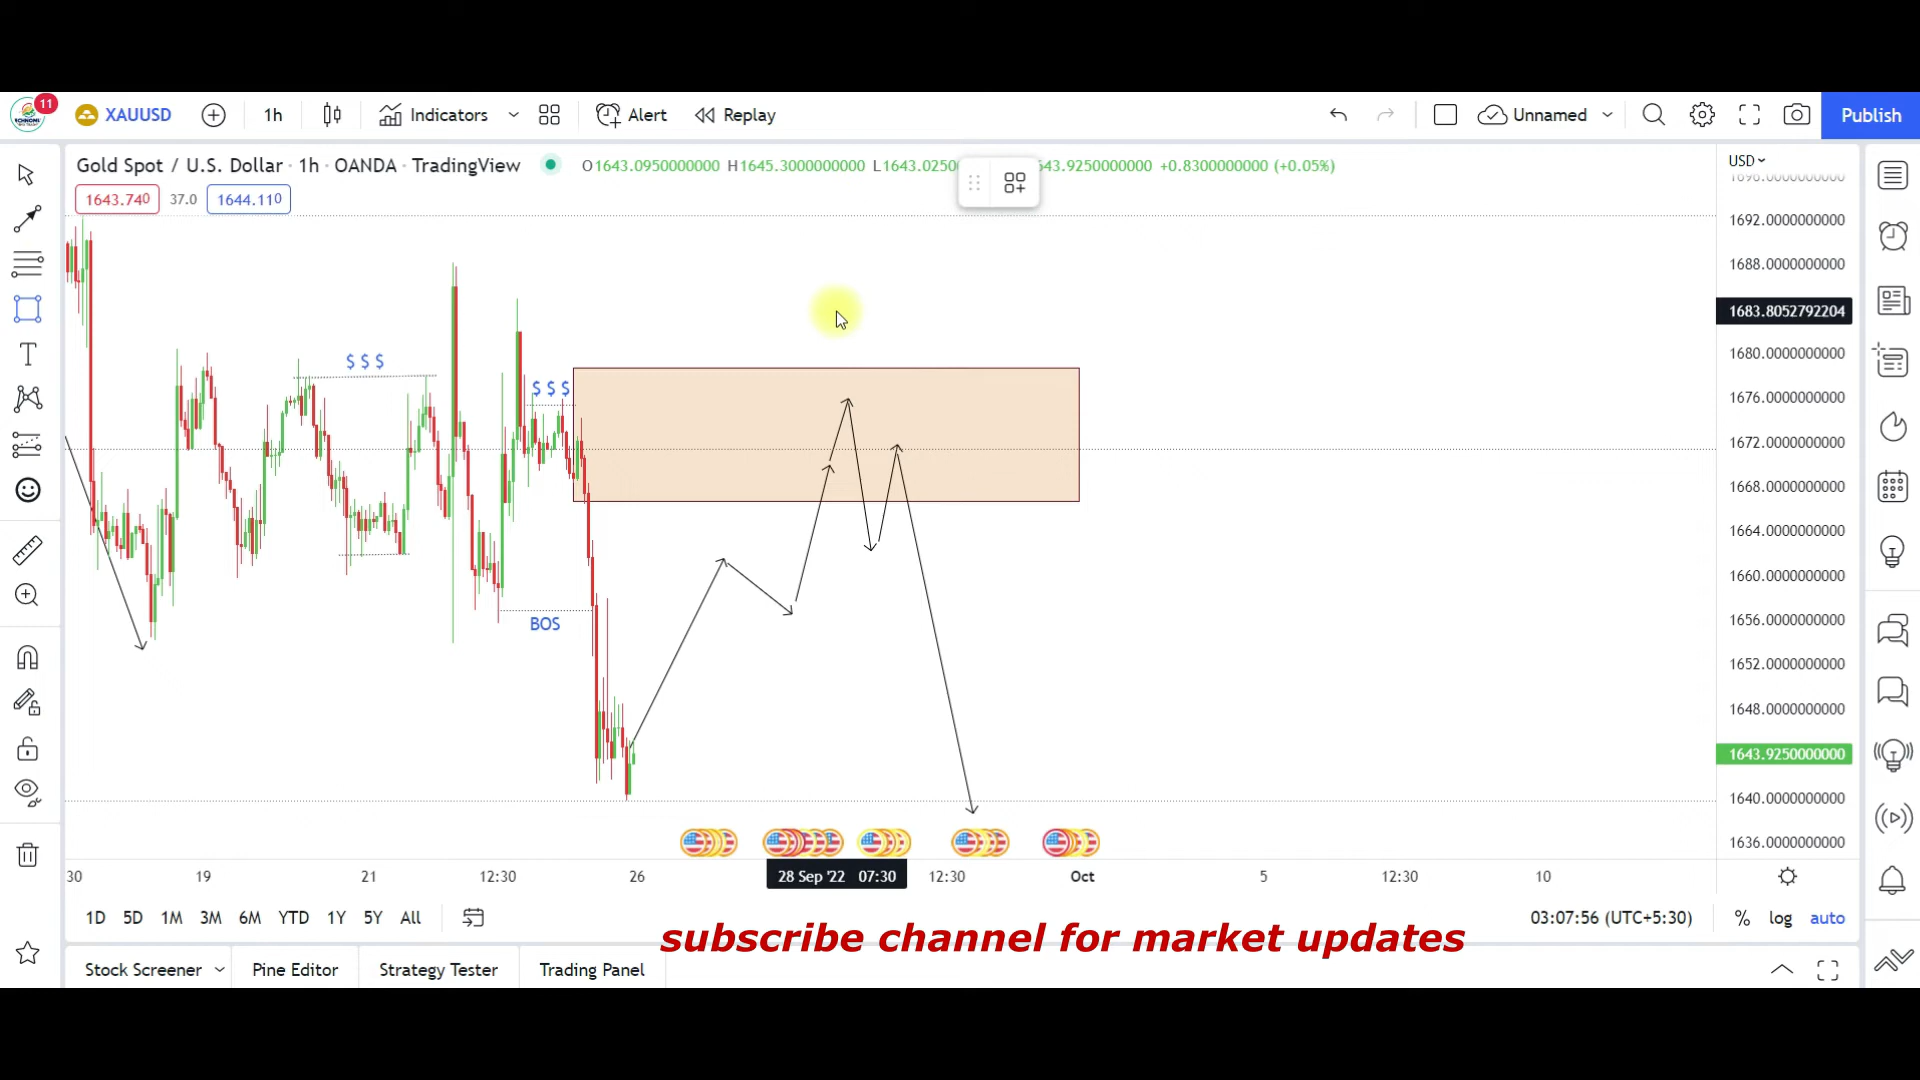 11
XAUUSD
1h
Indicators
Alert
Replay
Unnamed
Publish
Gold Spot / U.S. Dollar · 1h · OANDA · TradingView
O1643.0950000000 H1645.3000000000 L1643.0250 43.9250000000 +0.8300000000 (+0.05%)
1643.740 37.0 1644.110
USD
1696.0000000000
1692.0000000000
1688.0000000000
1683.8052792204
1680.0000000000
1676.0000000000
1672.0000000000
1668.0000000000
1664.0000000000
1660.0000000000
1656.0000000000
1652.0000000000
1648.0000000000
1643.9250000000
1640.0000000000
1636.0000000000
$ $ $
$ $ $
BOS
30 19 21 12:30 26 28 Sep '22 07:30 12:30 Oct 5 12:30 10
1D 5D 1M 3M 6M YTD 1Y 5Y All
03:07:56 (UTC+5:30) % log auto
subscribe channel for market updates
Stock Screener Pine Editor Strategy Tester Trading Panel